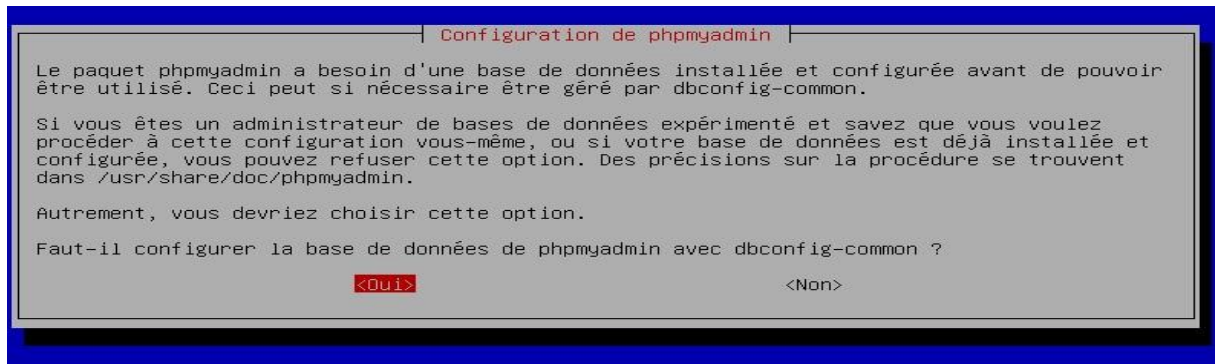 Configuration de phpmyadmin
Le paquet phpmyadmin a besoin d'une base de données installée et configurée avant de pouvoir
être utilisé. Ceci peut si nécessaire être géré par dbconfig-common.
Si vous êtes un administrateur de bases de données expérimenté et savez que vous voulez
procéder à cette configuration vous-même, ou si votre base de données est déjà installée et
configurée, vous pouvez refuser cette option. Des précisions sur la procédure se trouvent
dans /usr/share/doc/phpmyadmin.
Autrement, vous devriez choisir cette option.
Faut-il configurer la base de données de phpmyadmin avec dbconfig-common ?
<Oui> <Non>